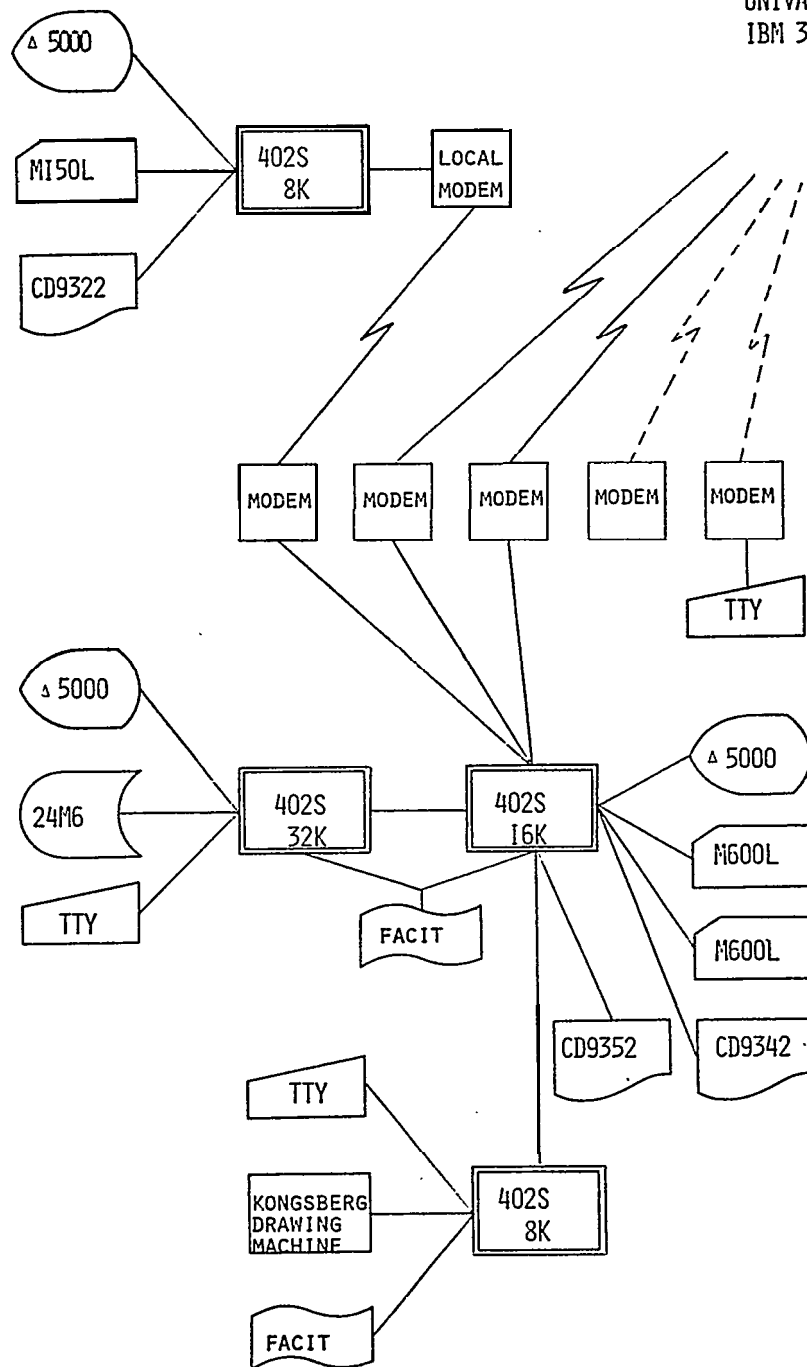 UNIVA
IBM 3
Δ 5000
MI50L
CD9322
402S
8K
LOCAL
MODEM
MODEM
MODEM
MODEM
MODEM
MODEM
TTY
Δ 5000
24M6
TTY
402S
32K
402S
I6K
FACIT
Δ 5000
M600L
M600L
CD9352
CD9342
TTY
KONGSBERG
DRAWING
MACHINE
FACIT
402S
8K